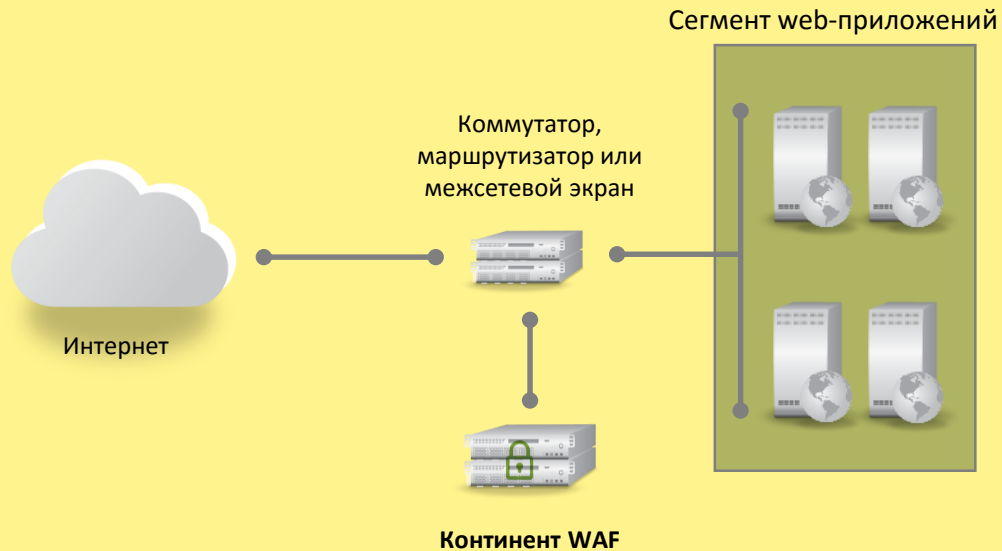 Сегмент web-приложений
Коммутатор,
маршрутизатор или
межсетевой экран
Интернет
Континент WAF